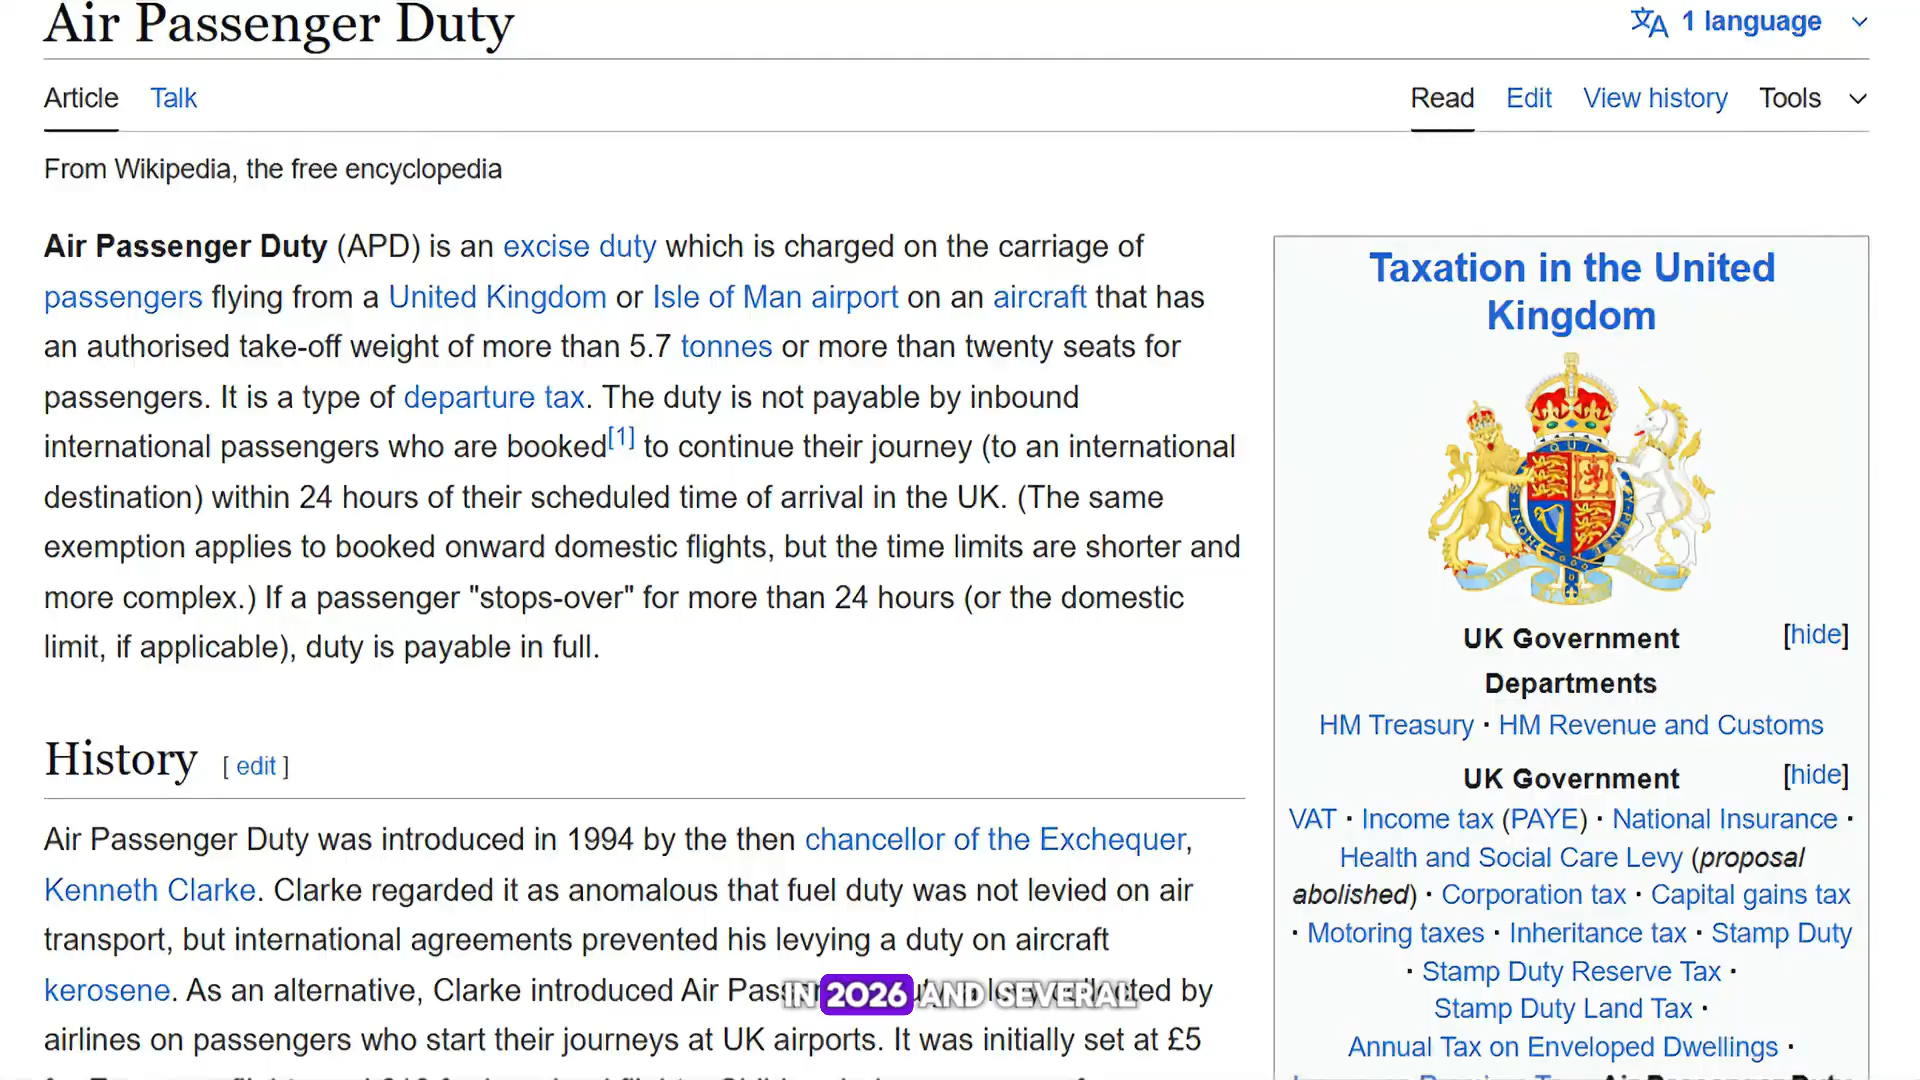 Air Passenger Duty
1 language
Article Talk
Read Edit View history Tools
From Wikipedia, the free encyclopedia
Air Passenger Duty (APD) is an excise duty which is charged on the carriage of
passengers flying from a United Kingdom or Isle of Man airport on an aircraft that has
an authorised take-off weight of more than 5.7 tonnes or more than twenty seats for
passengers. It is a type of departure tax. The duty is not payable by inbound
international passengers who are booked[1] to continue their journey (to an international
destination) within 24 hours of their scheduled time of arrival in the UK. (The same
exemption applies to booked onward domestic flights, but the time limits are shorter and
more complex.) If a passenger "stops-over" for more than 24 hours (or the domestic
limit, if applicable), duty is payable in full.
History [ edit ]
Air Passenger Duty was introduced in 1994 by the then chancellor of the Exchequer,
Kenneth Clarke. Clarke regarded it as anomalous that fuel duty was not levied on air
transport, but international agreements prevented his levying a duty on aircraft
kerosene. As an alternative, Clarke introduced Air by
airlines on passengers who start their journeys at UK airports. It was initially set at £5
IN 2026 AND SEVERAL
Taxation in the United
Kingdom
UK Government [hide]
Departments
HM Treasury · HM Revenue and Customs
UK Government [hide]
VAT · Income tax (PAYE) · National Insurance ·
Health and Social Care Levy (proposal
abolished) · Corporation tax · Capital gains tax
· Motoring taxes · Inheritance tax · Stamp Duty
· Stamp Duty Reserve Tax ·
Stamp Duty Land Tax ·
Annual Tax on Enveloped Dwellings ·